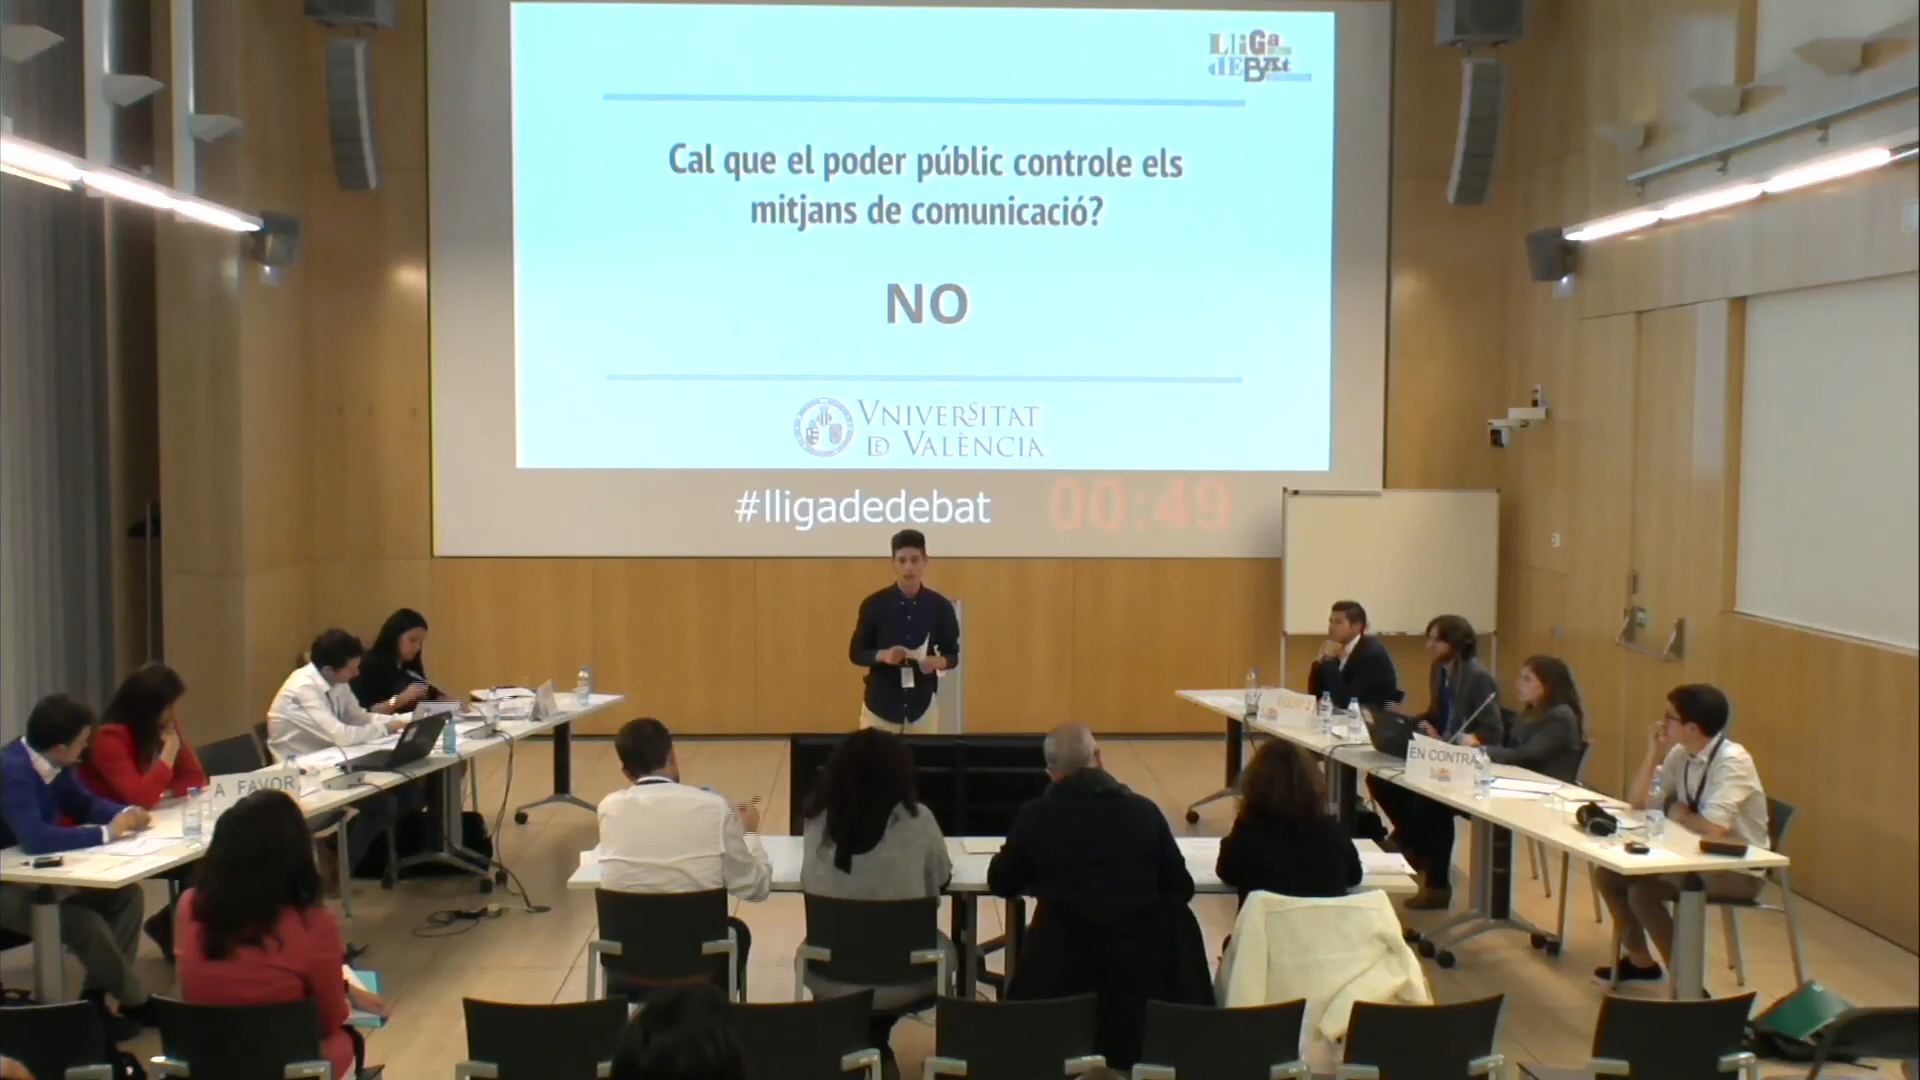 LliGa
dEBAt
Cal que el poder públic controle els
mitjans de comunicació?
NO
VNIVERSITAT
DE VALÈNCIA
#lligadedebat
00:49
A FAVOR
EN CONTRA